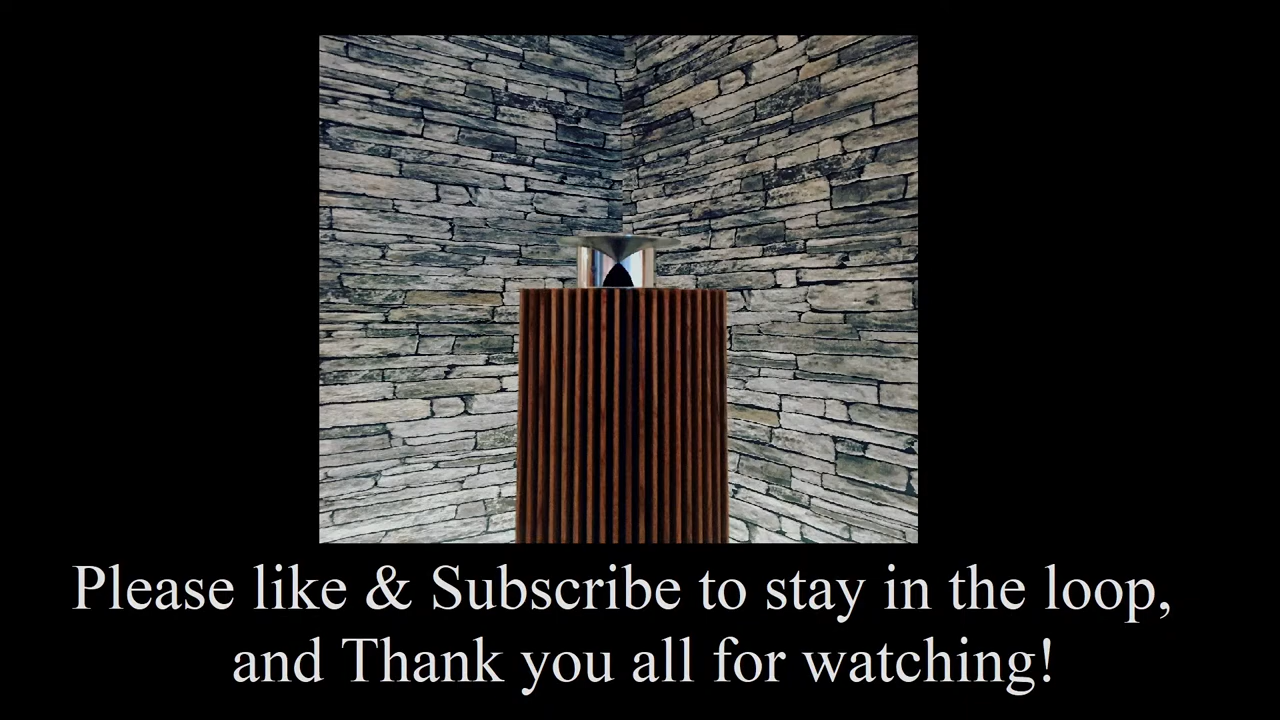 Please like & Subscribe to stay in the loop,
and Thank you all for watching!